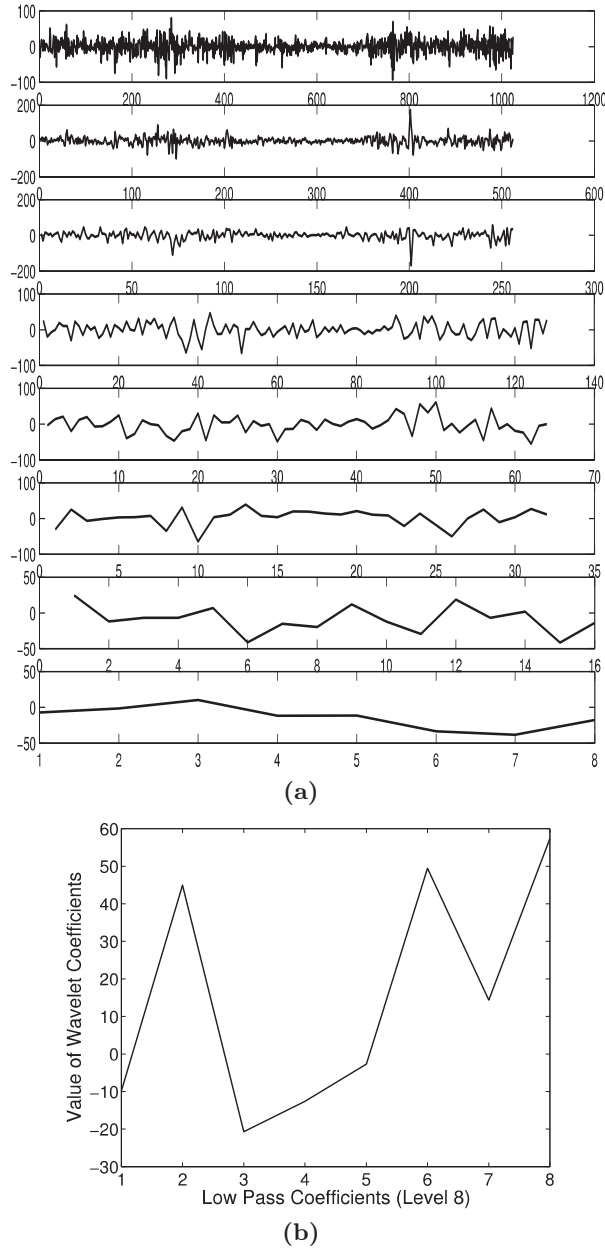 100
0
−100
0 200 400 600 800 1000 1200
200
0
−200
0 100 200 300 400 500 600
200
0
−200
0 50 100 150 200 250 300
100
0
−100
0 20 40 60 80 100 120 140
100
0
−100
0 10 20 30 40 50 60 70
100
0
−100
0 5 10 15 20 25 30 35
50
0
−50
0 2 4 6 8 10 12 14 16
50
0
−50
1 2 3 4 5 6 7 8
(a)
60
50
40
30
20
10
0
−10
−20
−30
Value of Wavelet Coefficients
1 2 3 4 5 6 7 8
Low Pass Coefficients (Level 8)
(b)